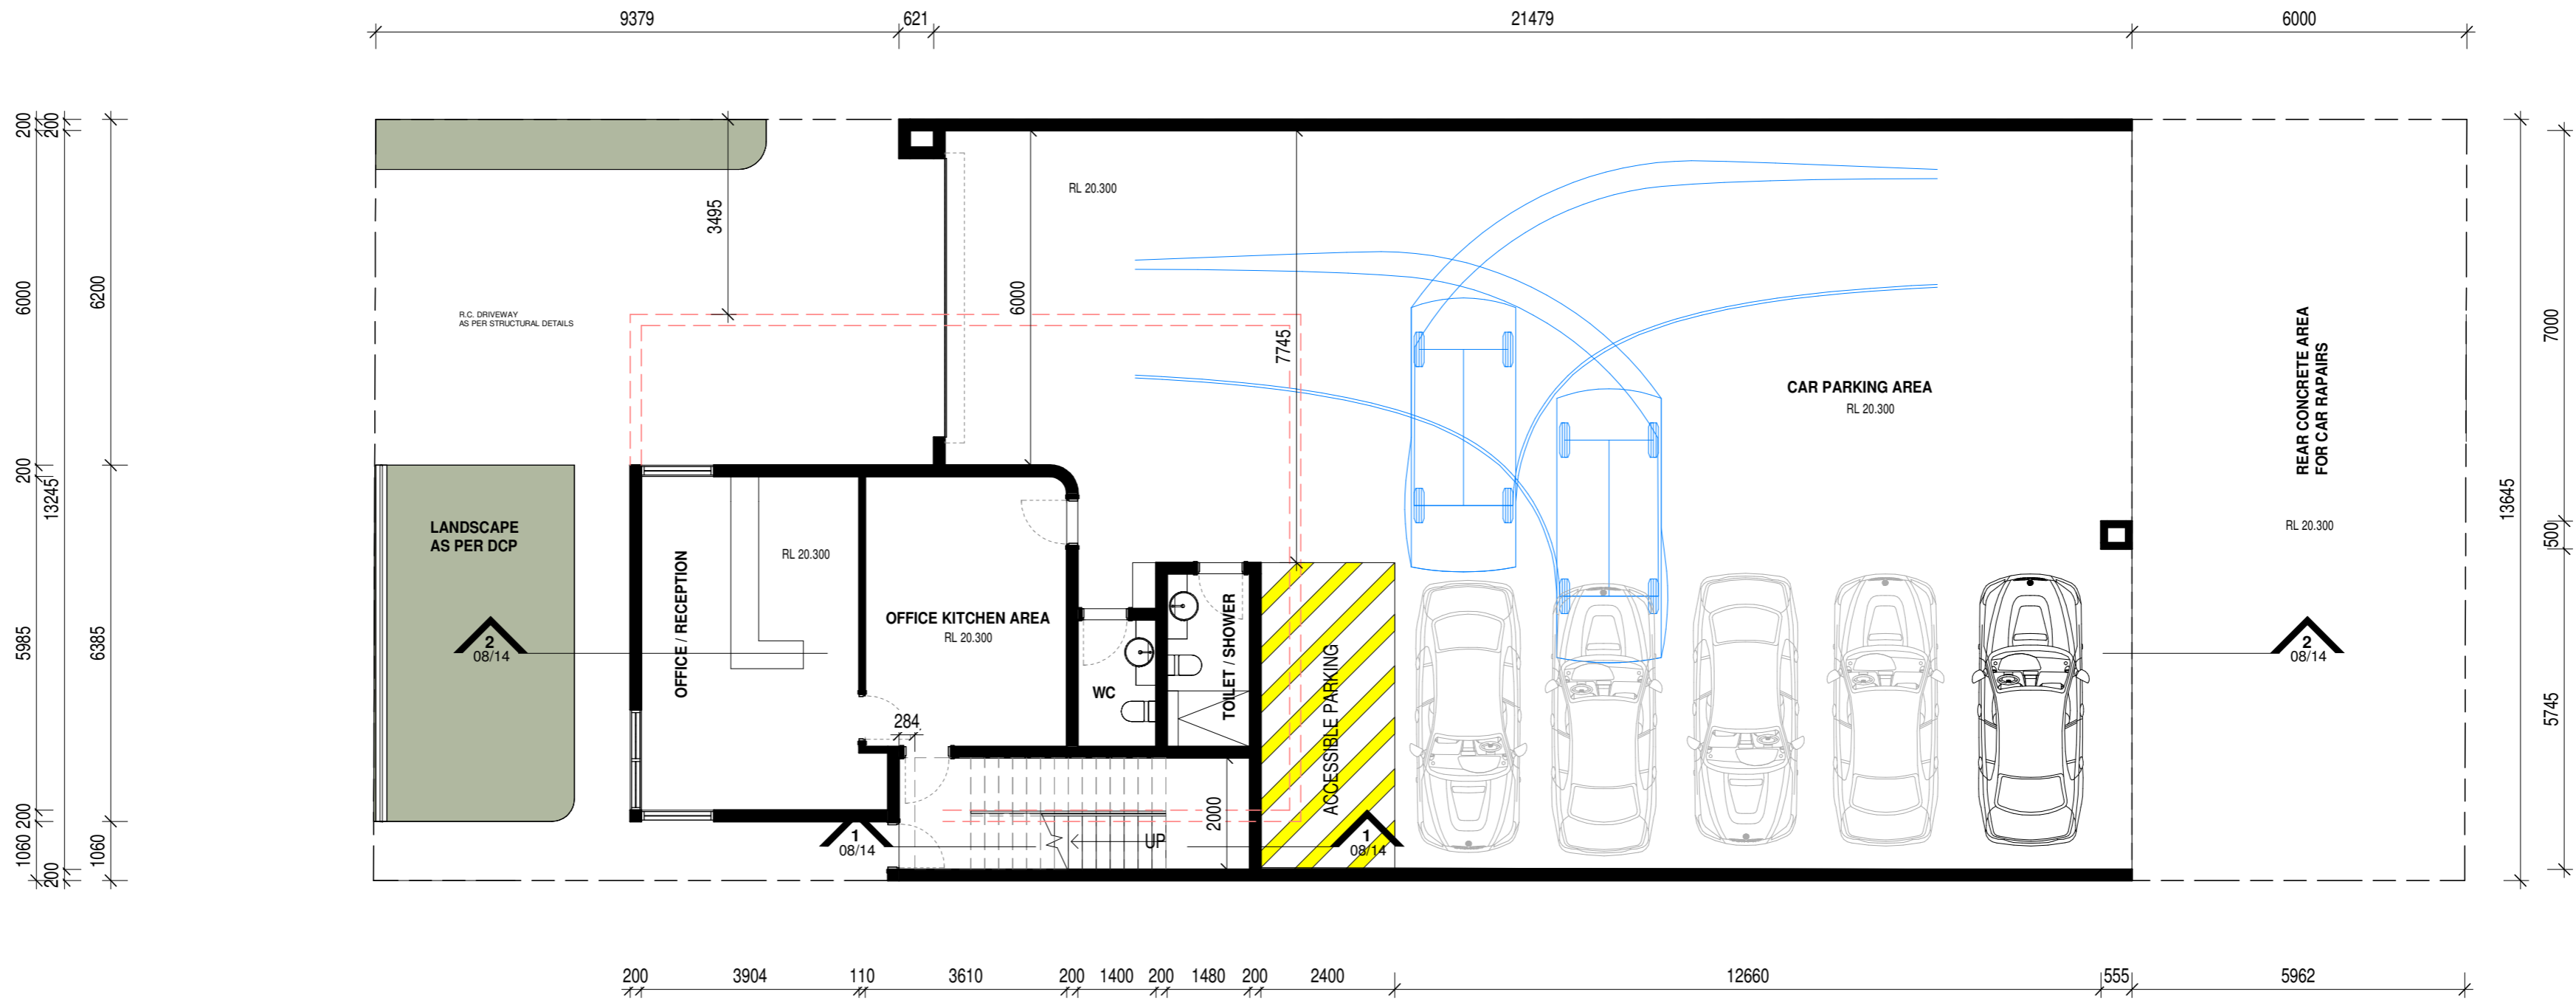 9379
621
21479
6000
200
200
6000
6200
200
13245
5985
6385
200
1060
1060
200
3495
R.C. DRIVEWAY
AS PER STRUCTURAL DETAILS
RL 20.300
6000
7745
CAR PARKING AREA
RL 20.300
REAR CONCRETE AREA
FOR CAR RAPAIRS
RL 20.300
7000
500
13645
5745
LANDSCAPE
AS PER DCP
2
08/14
OFFICE / RECEPTION
RL 20.300
OFFICE KITCHEN AREA
RL 20.300
284
WC
TOILET / SHOWER
ACCESSIBLE PARKING
2000
UP
1
08/14
1
08/14
2
08/14
200
3904
110
3610
200
1400
200
1480
200
2400
12660
555
5962